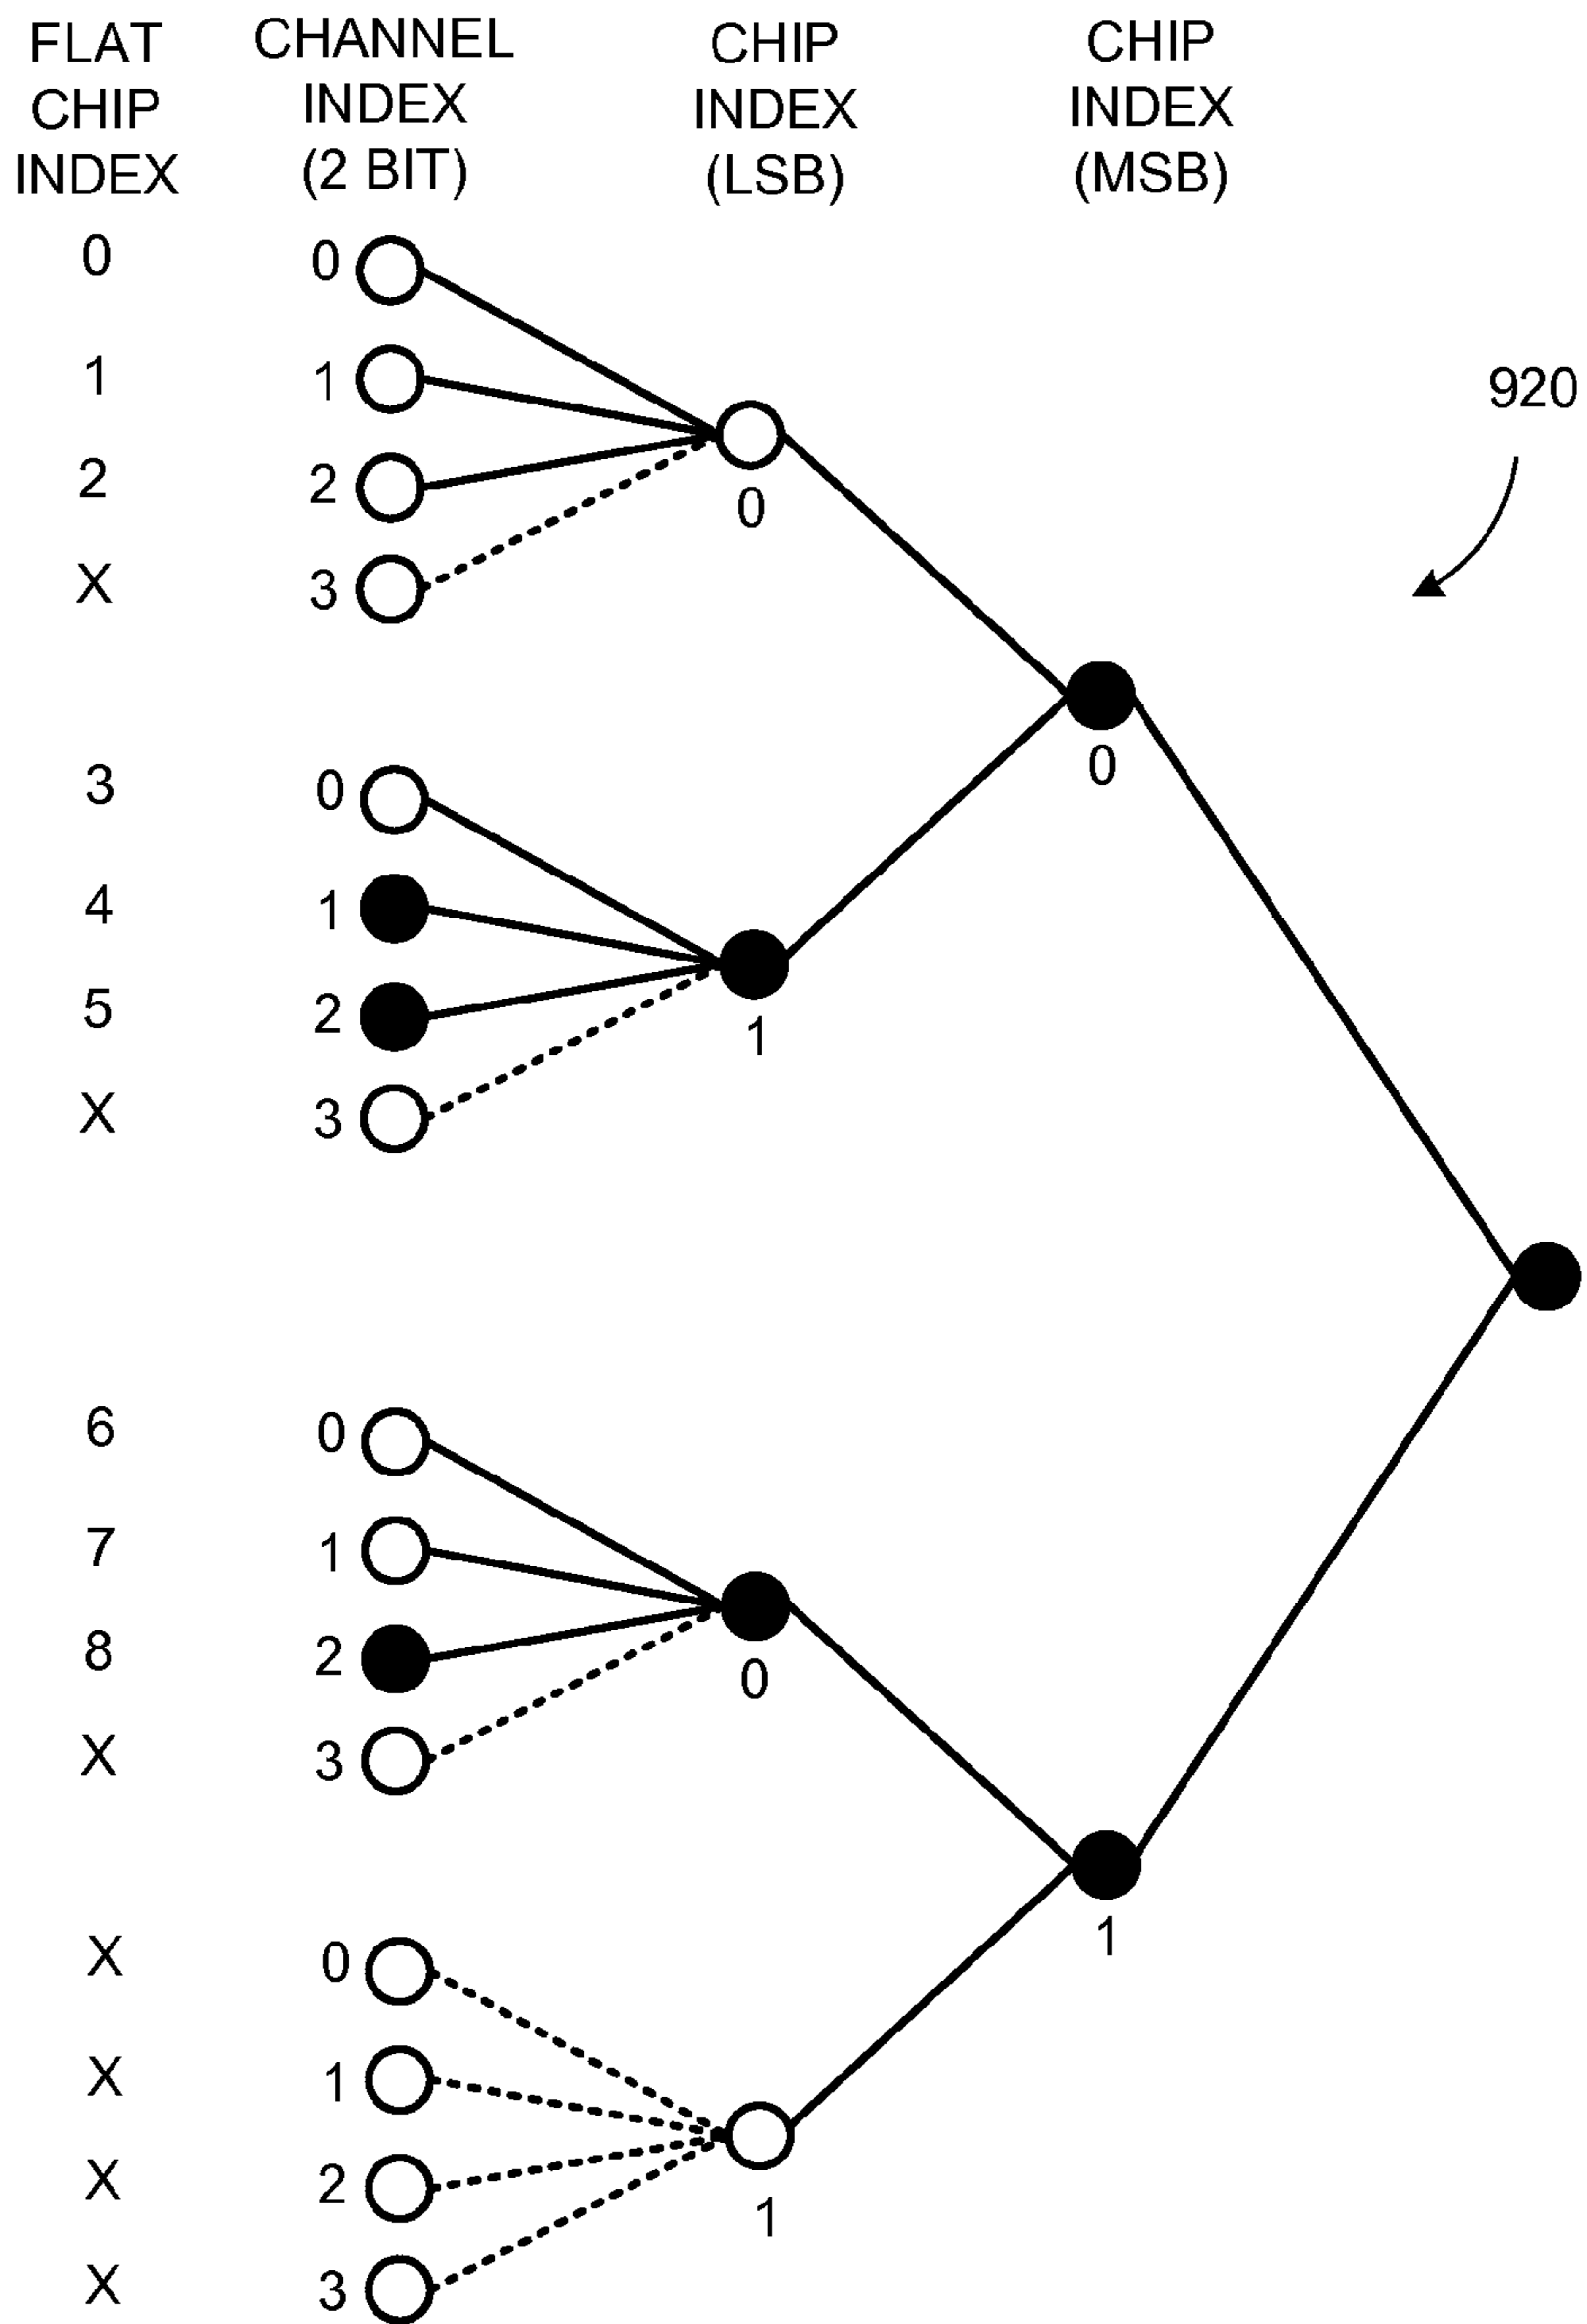 FLAT CHIP INDEX
CHANNEL INDEX (2 BIT)
CHIP INDEX (LSB)
CHIP INDEX (MSB)
920
0 0
1 1
2 2
X 3
0
0
3 0
4 1
5 2
X 3
1
6 0
7 1
8 2
X 3
0
1
X 0
X 1
X 2
X 3
1